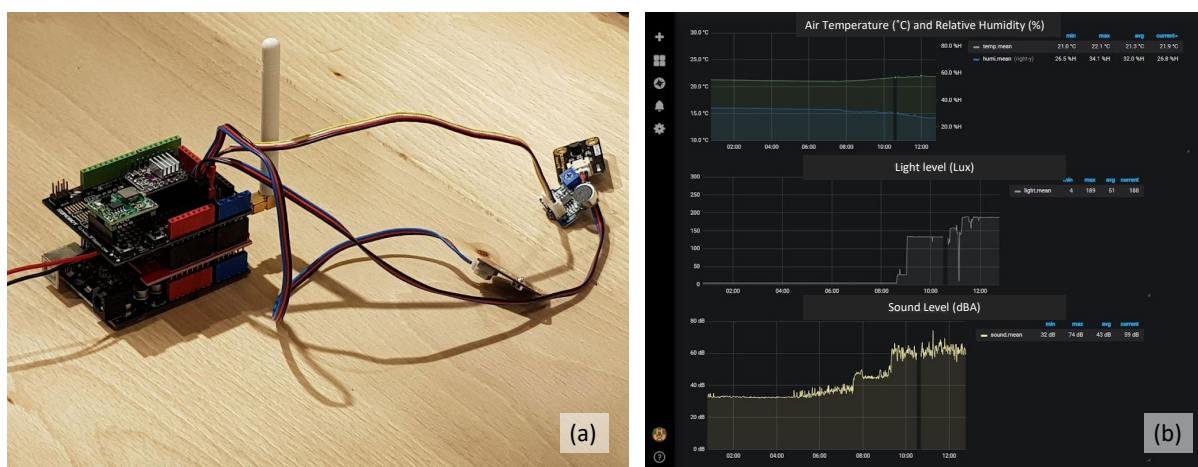 (a)
Air Temperature (˚C) and Relative Humidity (%)
min max avg current
temp.mean 21.0 °C 22.1 °C 21.3 °C 21.9 °C
humi.mean (right-y) 26.5 %H 34.1 %H 32.0 %H 26.8 %H
30.0 °C
25.0 °C
20.0 °C
15.0 °C
10.0 °C
80.0 %H
60.0 %H
40.0 %H
20.0 %H
02:00 04:00 06:00 08:00 10:00 12:00
Light level (Lux)
min max avg current
light.mean 4 189 51 188
300
250
200
150
100
50
0
02:00 04:00 06:00 08:00 10:00 12:00
Sound Level (dBA)
min max avg current
sound.mean 32 dB 74 dB 43 dB 59 dB
80 dB
60 dB
40 dB
20 dB
0 dB
02:00 04:00 06:00 08:00 10:00 12:00
(b)